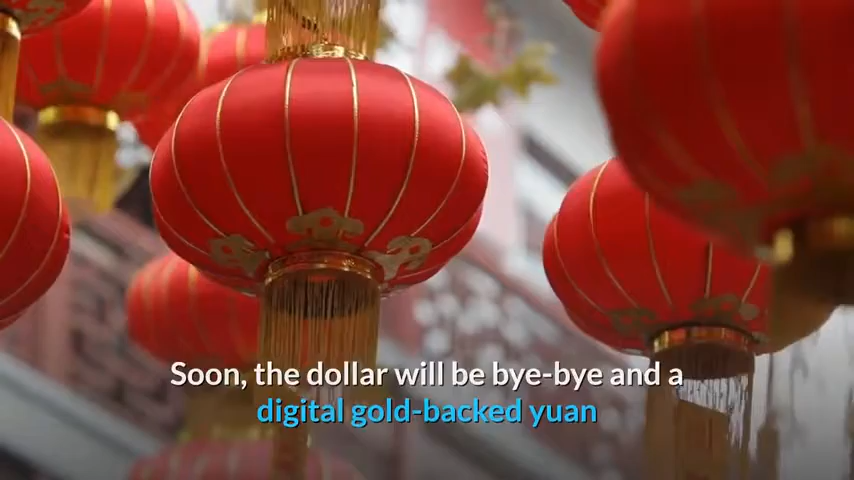 Soon, the dollar will be bye-bye and a
digital gold-backed yuan